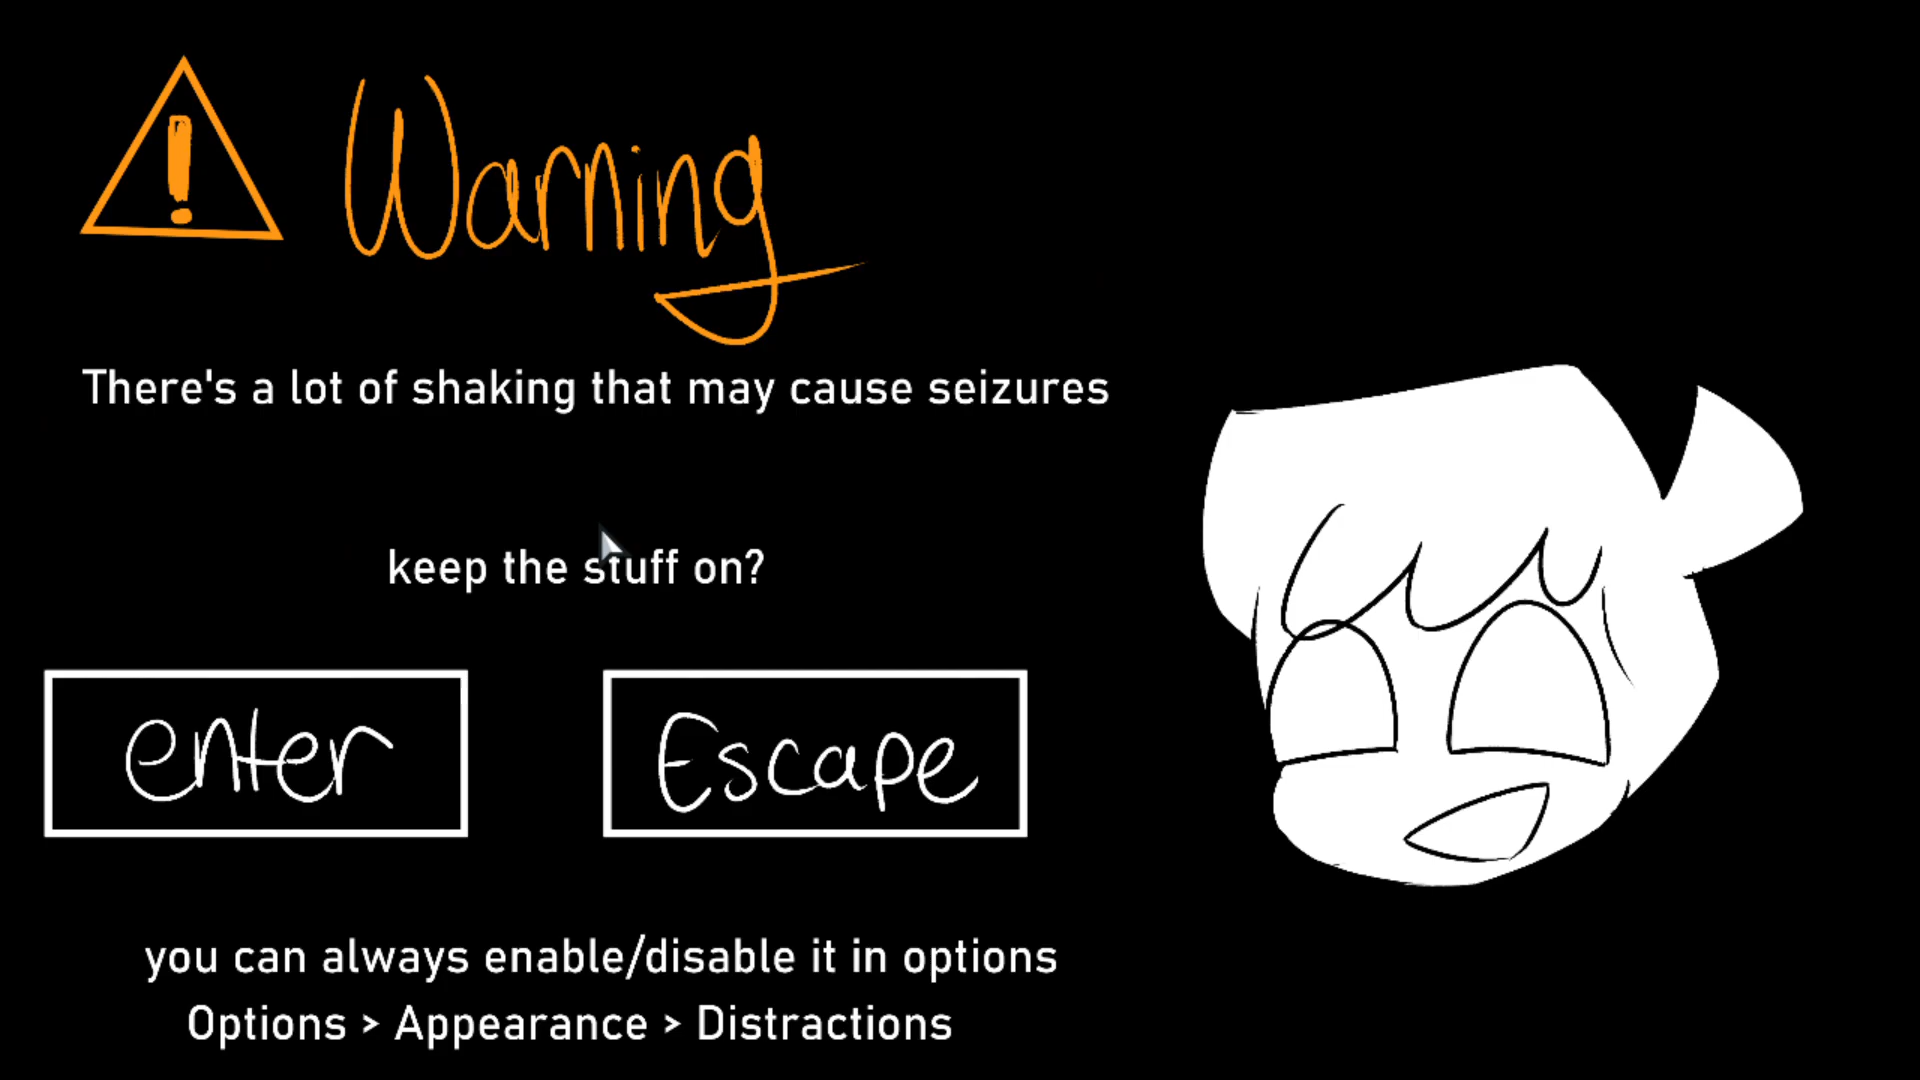 ! Warning
There's a lot of shaking that may cause seizures
keep the stuff on?
enter
Escape
you can always enable/disable it in options
Options > Appearance > Distractions